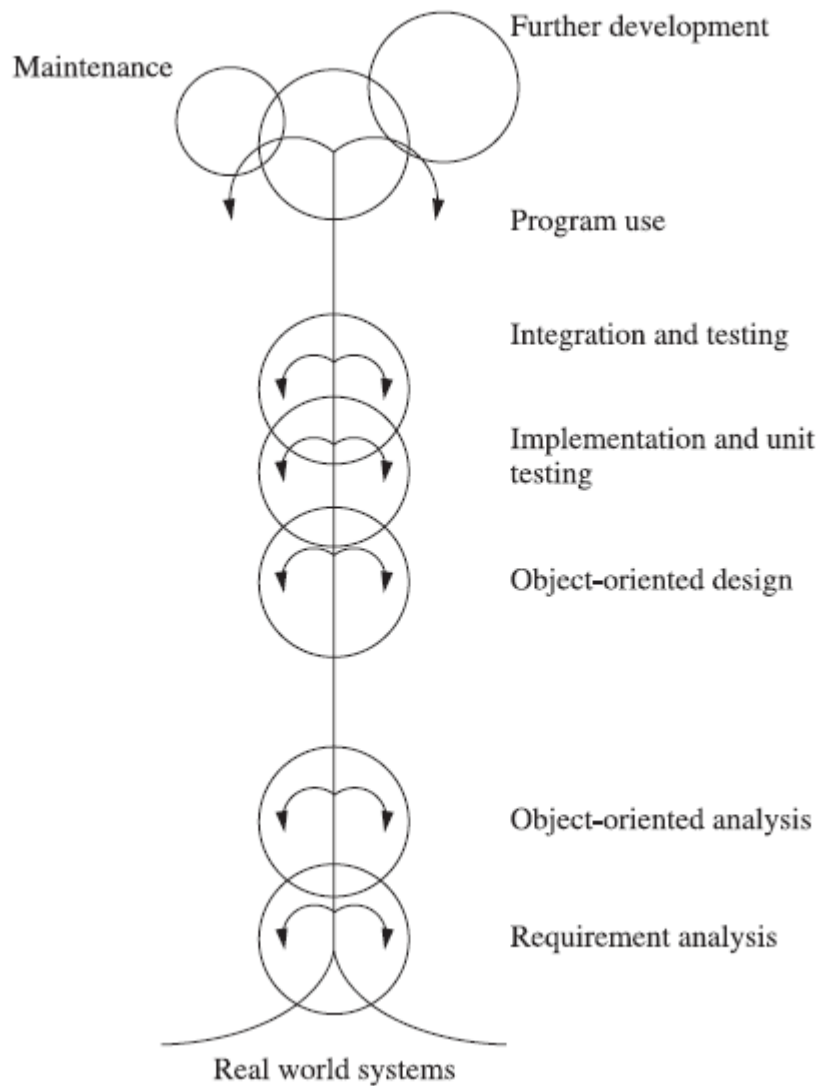 Further development
Maintenance
Program use
Integration and testing
Implementation and unit
testing
Object-oriented design
Object-oriented analysis
Requirement analysis
Real world systems